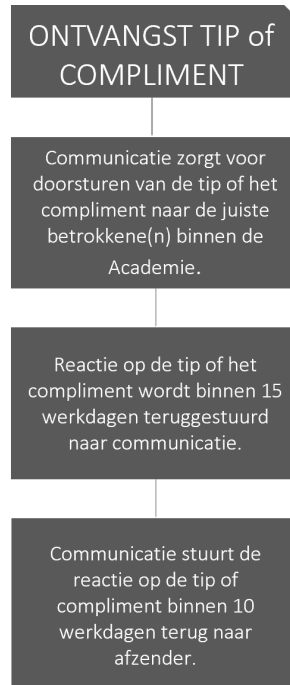 ONTVANGST TIP of
COMPLIMENT
Communicatie zorgt voor
doorsturen van de tip of het
compliment naar de juiste
betrokkene(n) binnen de
Academie.
Reactie op de tip of het
compliment wordt binnen 15
werkdagen teruggestuurd
naar communicatie.
Communicatie stuurt de
reactie op de tip of
compliment binnen 10
werkdagen terug naar
afzender.